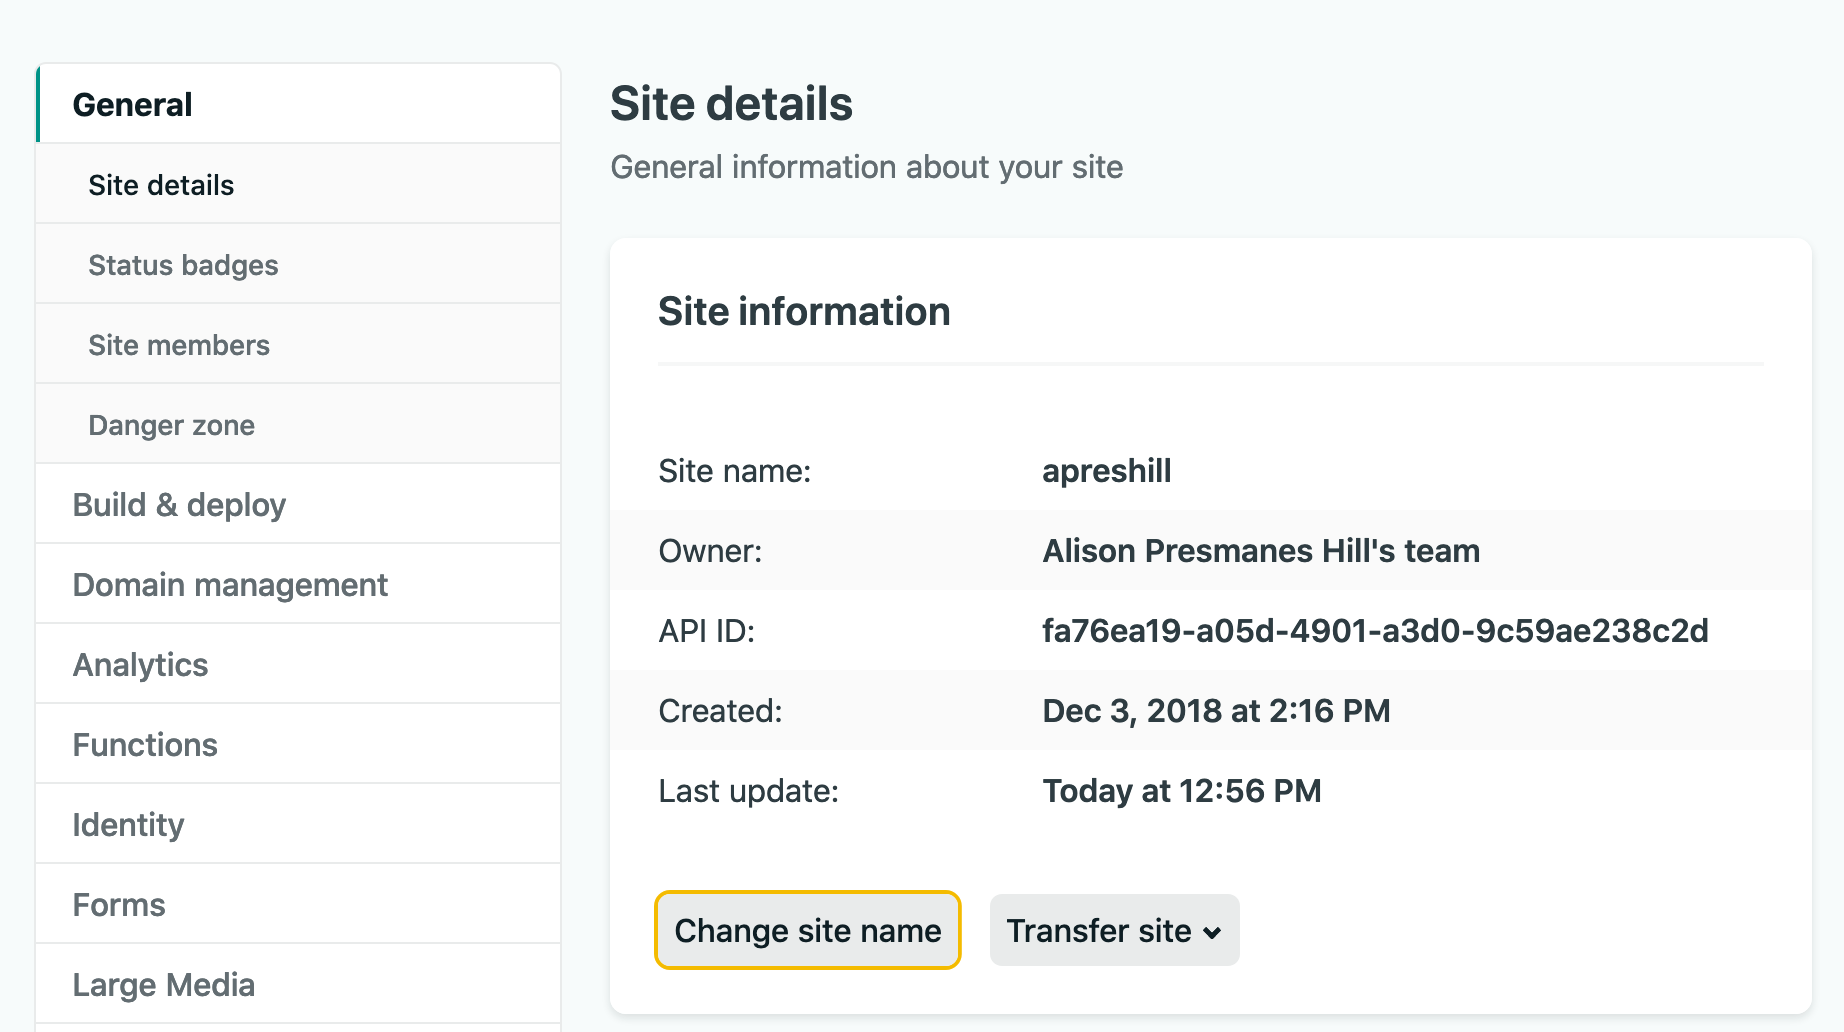 General
Site details
Status badges
Site members
Danger zone
Build & deploy
Domain management
Analytics
Functions
Identity
Forms
Large Media
Site details
General information about your site
Site information
Site name: apreshill
Owner: Alison Presmanes Hill's team
API ID: fa76ea19-a05d-4901-a3d0-9c59ae238c2d
Created: Dec 3, 2018 at 2:16 PM
Last update: Today at 12:56 PM
Change site name Transfer site